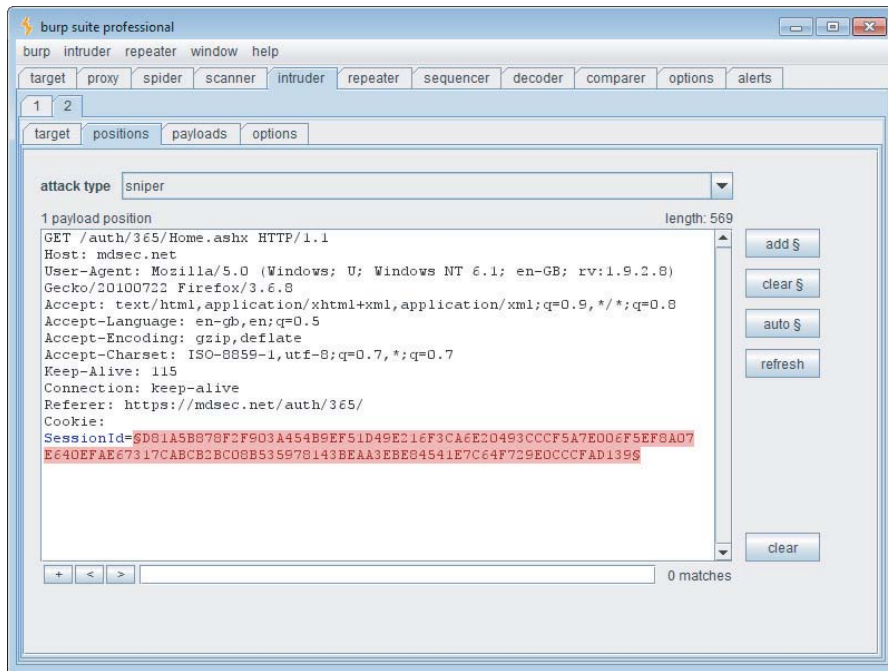 burp suite professional
burp intruder repeater window help
target proxy spider scanner intruder repeater sequencer decoder comparer options alerts
1 2
target positions payloads options
attack type sniper
1 payload position length: 569
GET /auth/365/Home.ashx HTTP/1.1
Host: mdsec.net
User-Agent: Mozilla/5.0 (Windows; U; Windows NT 6.1; en-GB; rv:1.9.2.8)
Gecko/20100722 Firefox/3.6.8
Accept: text/html,application/xhtml+xml,application/xml;q=0.9,*/*;q=0.8
Accept-Language: en-gb,en;q=0.5
Accept-Encoding: gzip,deflate
Accept-Charset: ISO-8859-1,utf-8;q=0.7,*;q=0.7
Keep-Alive: 115
Connection: keep-alive
Referer: https://mdsec.net/auth/365/
Cookie:
SessionId=§D81A5B878F2F903A454B9EF51D49E216F3CA6E20493CCCF5A7E006F5EF8A07
E640EFAE67317CABCB2BC08B535978143BEAA3EBE84541E7C64F729E0CCCFAD139§
add §
clear §
auto §
refresh
clear
+ < > 0 matches